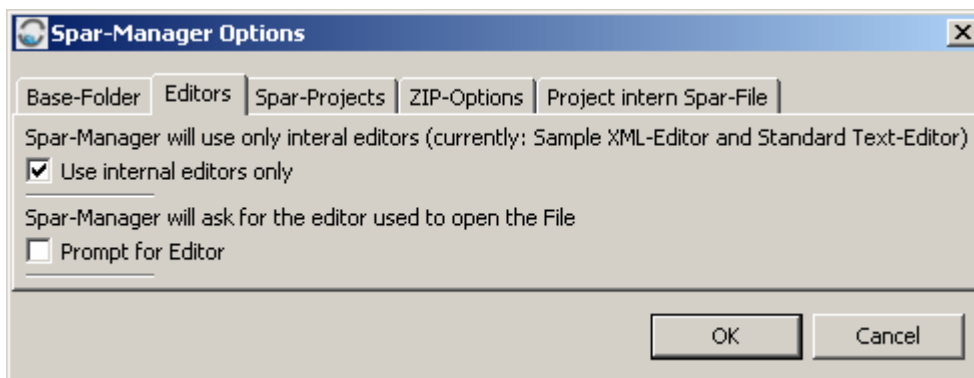 Spar-Manager Options
Base-Folder Editors Spar-Projects ZIP-Options Project intern Spar-File
Spar-Manager will use only interal editors (currently: Sample XML-Editor and Standard Text-Editor)
Use internal editors only
Spar-Manager will ask for the editor used to open the File
Prompt for Editor
OK Cancel